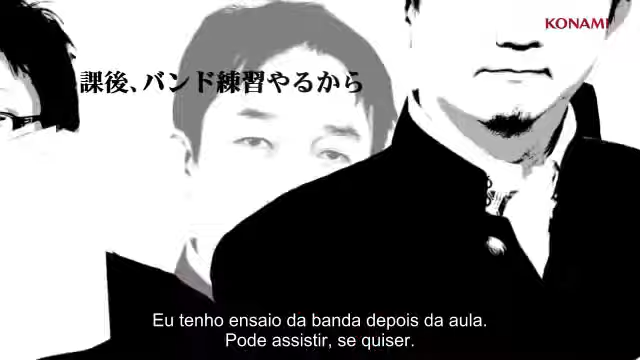 KONAMI
課後、バンド練習やるから
Eu tenho ensaio da banda depois da aula.
Pode assistir, se quiser.